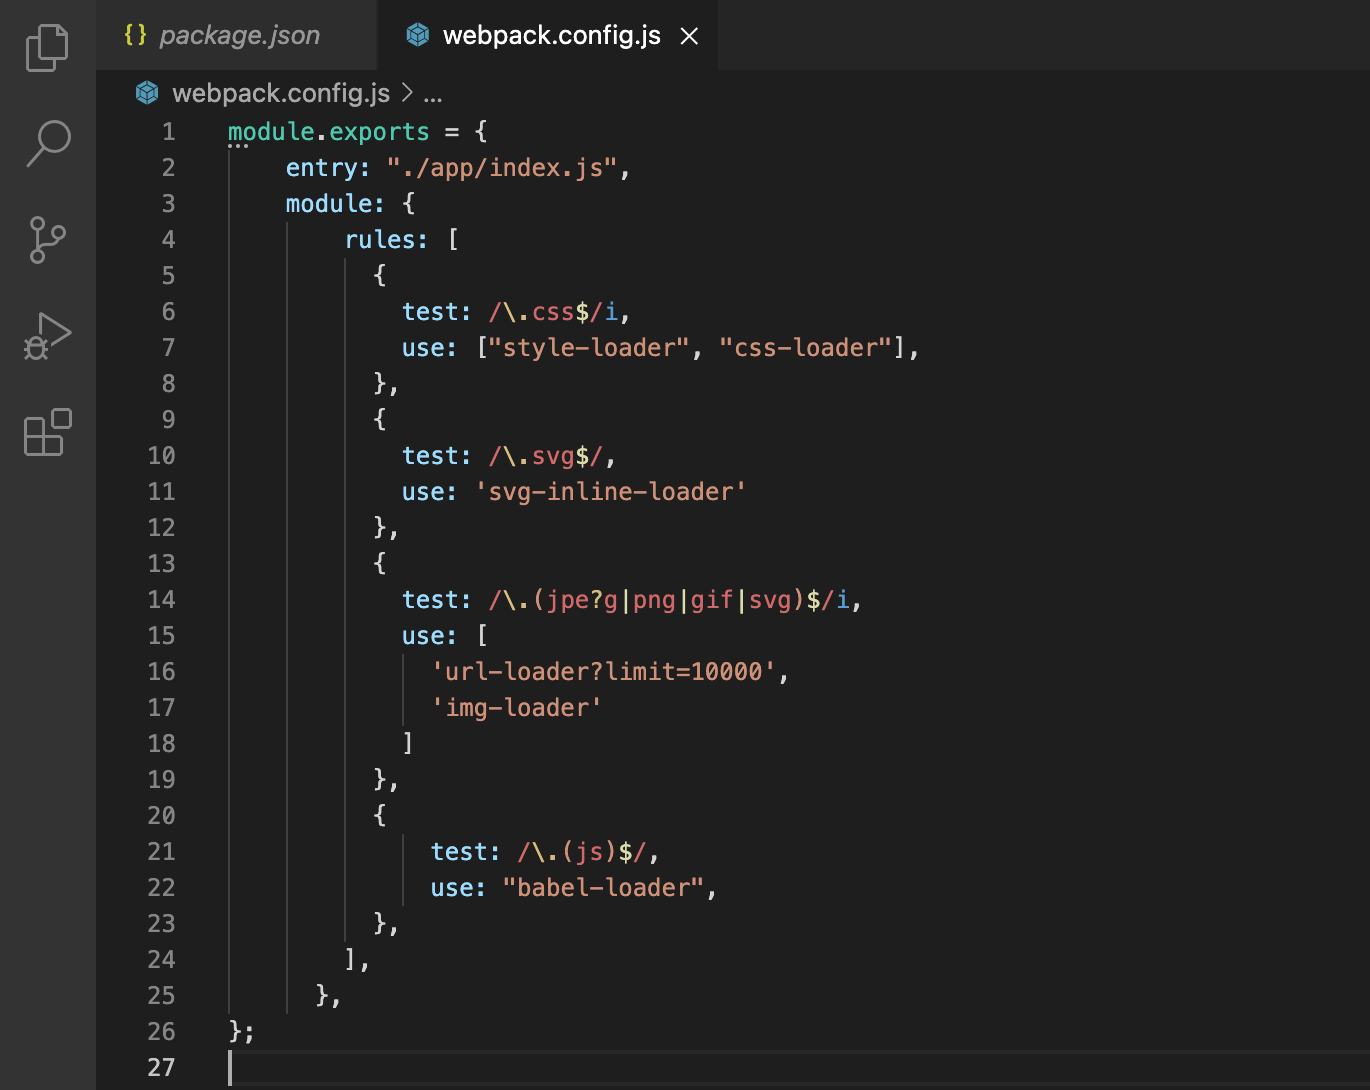 {} package.json
webpack.config.js ×
webpack.config.js > ...
1 module.exports = {
2 entry: "./app/index.js",
3 module: {
4 rules: [
5 {
6 test: /\.css$/i,
7 use: ["style-loader", "css-loader"],
8 },
9 {
10 test: /\.svg$/,
11 use: 'svg-inline-loader'
12 },
13 {
14 test: /\.(jpe?g|png|gif|svg)$/i,
15 use: [
16 'url-loader?limit=10000',
17 'img-loader'
18 ]
19 },
20 {
21 test: /\.(js)$/,
22 use: "babel-loader",
23 },
24 ],
25 },
26 };
27